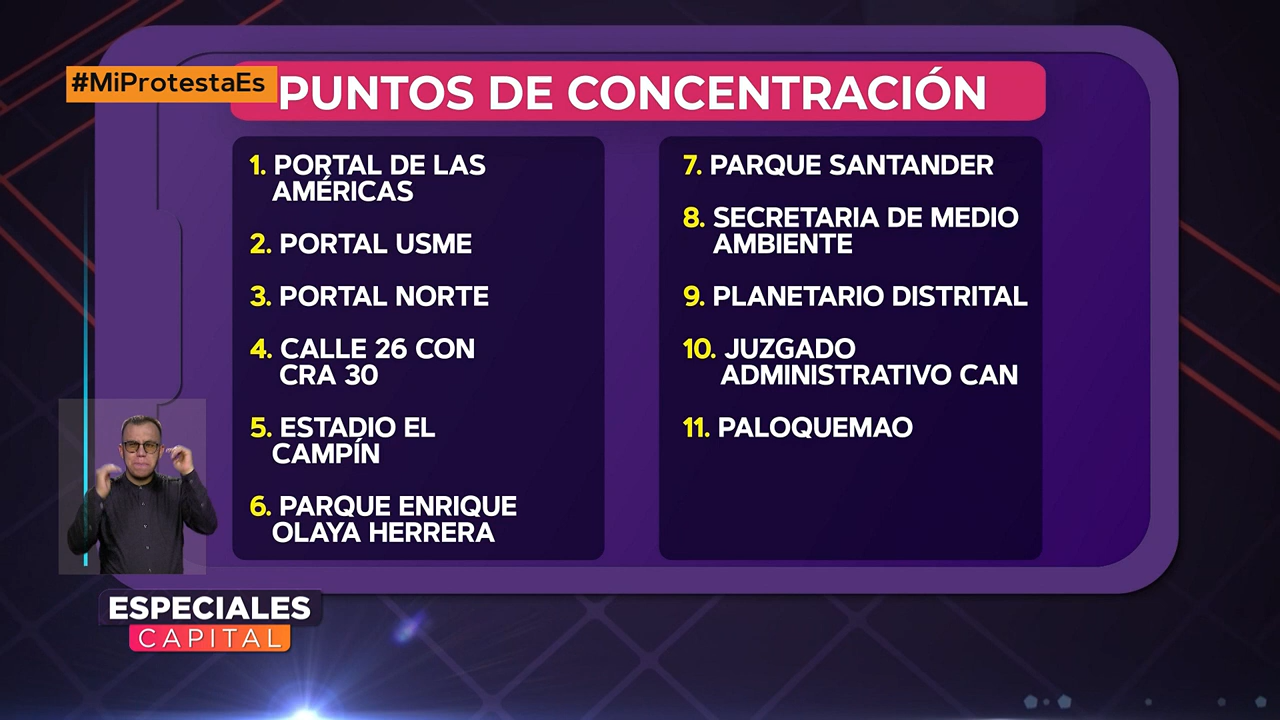 #MiProtestaEs
PUNTOS DE CONCENTRACIÓN
1. PORTAL DE LAS
AMÉRICAS
2. PORTAL USME
3. PORTAL NORTE
4. CALLE 26 CON
CRA 30
5. ESTADIO EL
CAMPÍN
6. PARQUE ENRIQUE
OLAYA HERRERA
7. PARQUE SANTANDER
8. SECRETARIA DE MEDIO
AMBIENTE
9. PLANETARIO DISTRITAL
10. JUZGADO
ADMINISTRATIVO CAN
11. PALOQUEMAO
ESPECIALES
CAPITAL